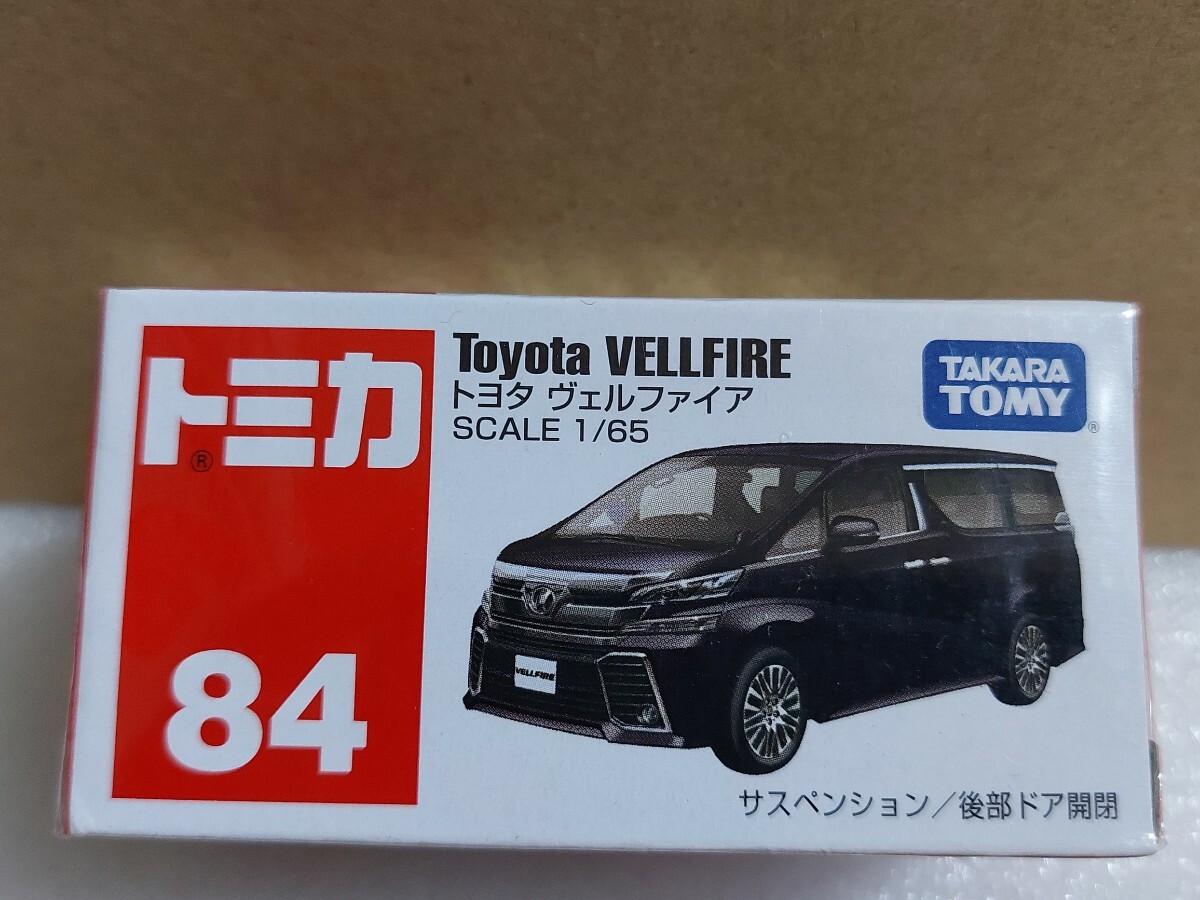 トミカ
®
84
Toyota VELLFIRE
トヨタ ヴェルファイア
SCALE 1/65
TAKARA
TOMY
®
VELLFIRE
サスペンション/後部ドア開閉